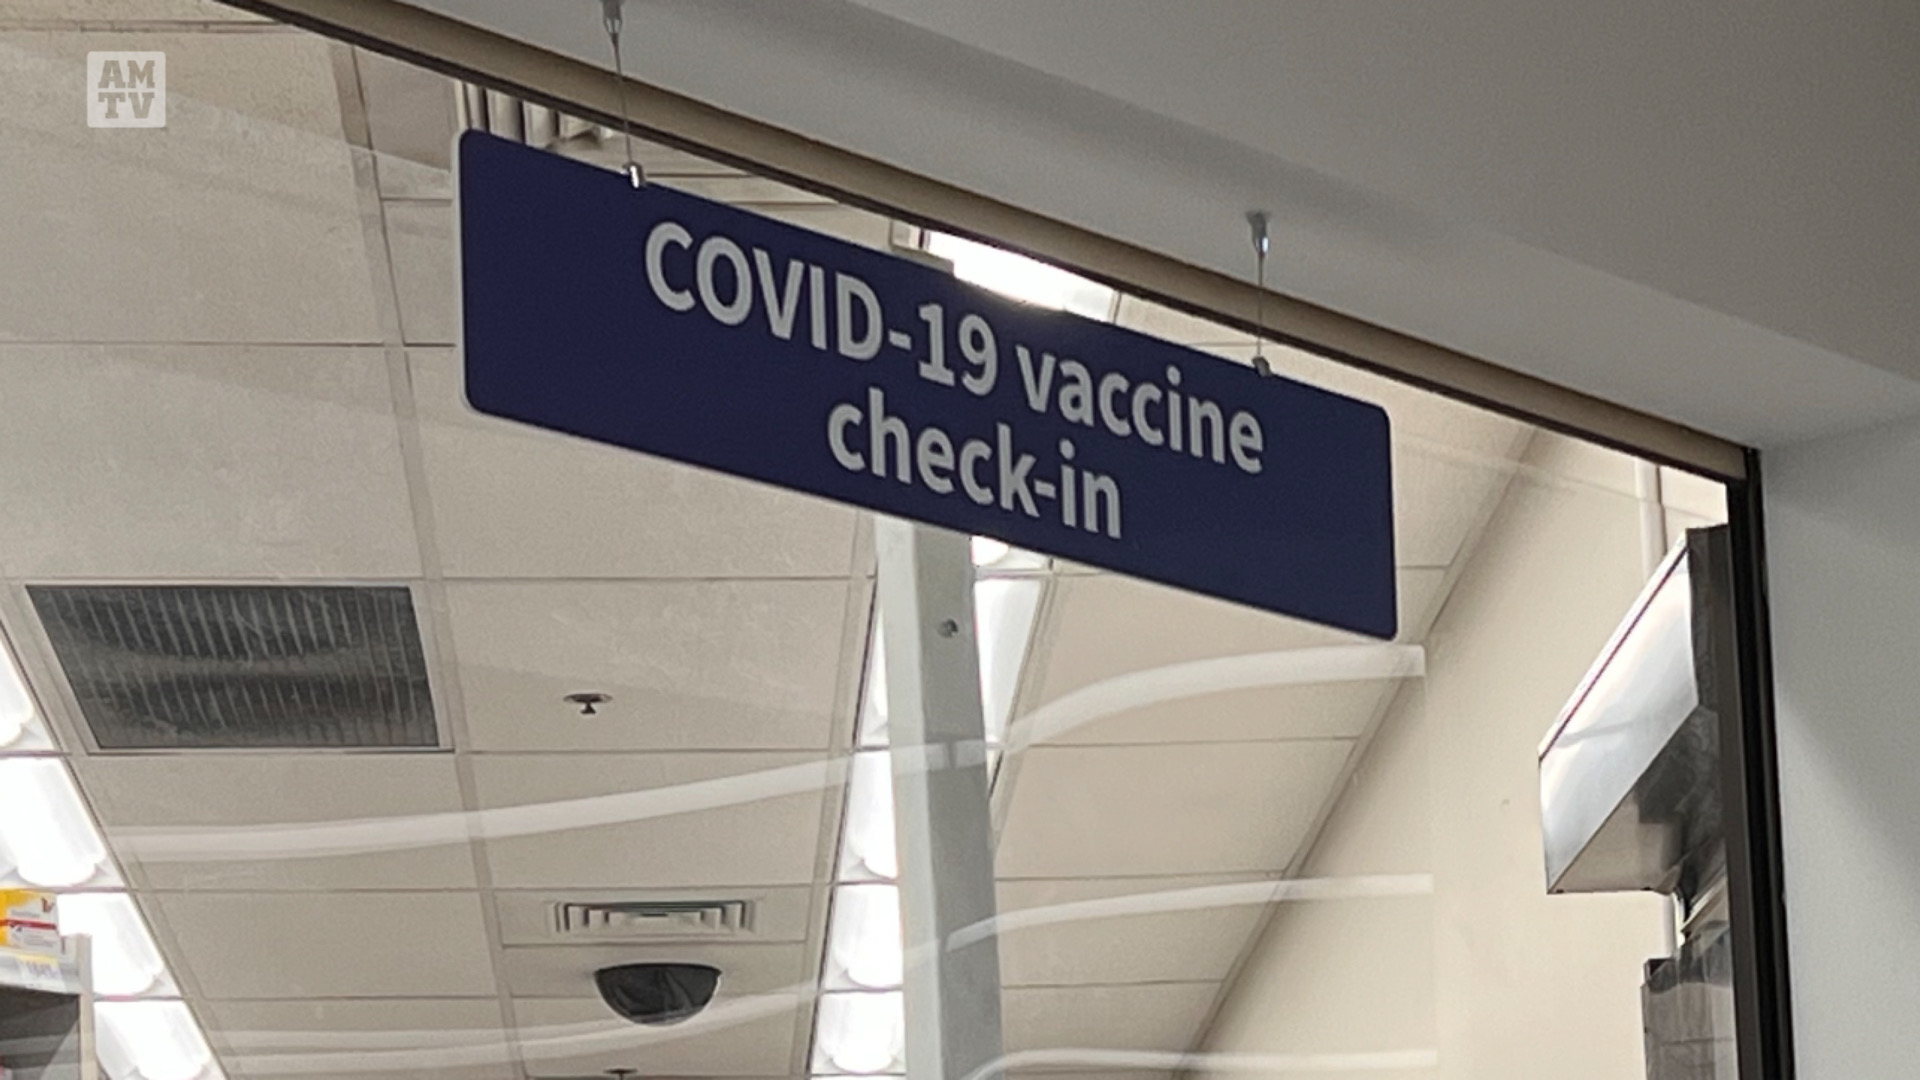 AM
TV
COVID-19 vaccine
check-in